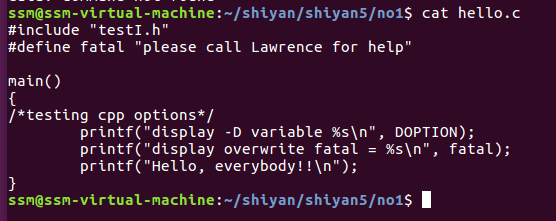 ssm@ssm-virtual-machine:~/shiyan/shiyan5/no1$ cat hello.c
#include "testI.h"
#define fatal "please call Lawrence for help"
main()
{
/*testing cpp options*/
        printf("display -D variable %s\n", DOPTION);
        printf("display overwrite fatal = %s\n", fatal);
        printf("Hello, everybody!!\n");
}
ssm@ssm-virtual-machine:~/shiyan/shiyan5/no1$